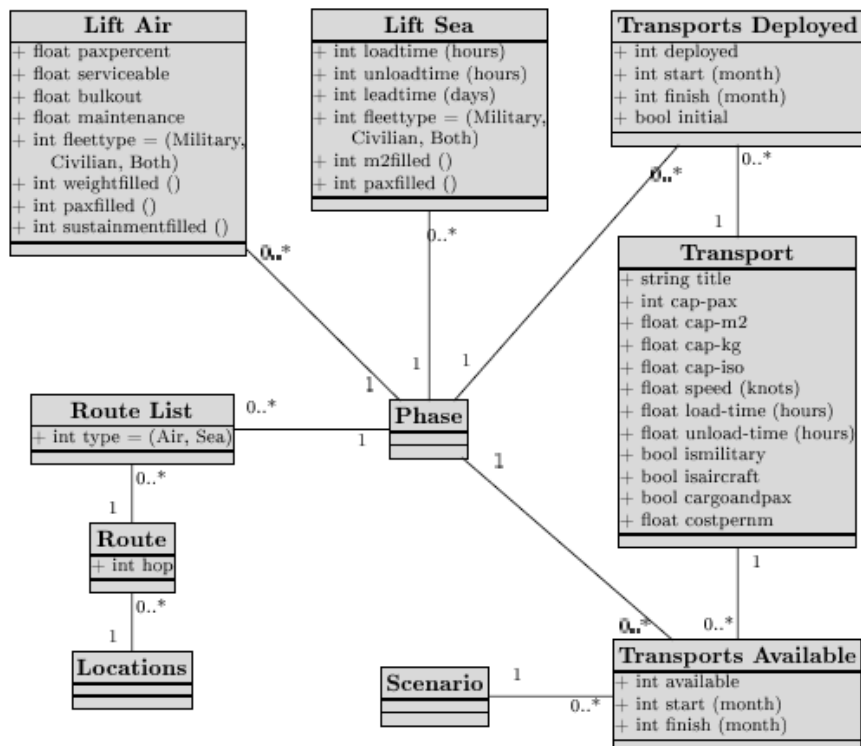 Lift Air
+ float paxpercent
+ float serviceable
+ float bulkout
+ float maintenance
+ int fleettype = (Military,
Civilian, Both)
+ int weightfilled ()
+ int paxfilled ()
+ int sustainmentfilled ()
Lift Sea
+ int loadtime (hours)
+ int unloadtime (hours)
+ int leadtime (days)
+ int fleettype = (Military,
Civilian, Both)
+ int m2filled ()
+ int paxfilled ()
Transports Deployed
+ int deployed
+ int start (month)
+ int finish (month)
+ bool initial
0..*
0..*
0..*
0..*
1
Transport
+ string title
+ int cap-pax
+ float cap-m2
+ float cap-kg
+ float cap-iso
+ float speed (knots)
+ float load-time (hours)
+ float unload-time (hours)
+ bool ismilitary
+ bool isaircraft
+ bool cargoandpax
+ float costpernm
1
1
1
Route List
+ int type = (Air, Sea)
0..*
1
Phase
1
0..*
1
Route
+ int hop
0..*
1
Locations
1
0..*
0..*
Scenario
1
0..*
Transports Available
+ int available
+ int start (month)
+ int finish (month)